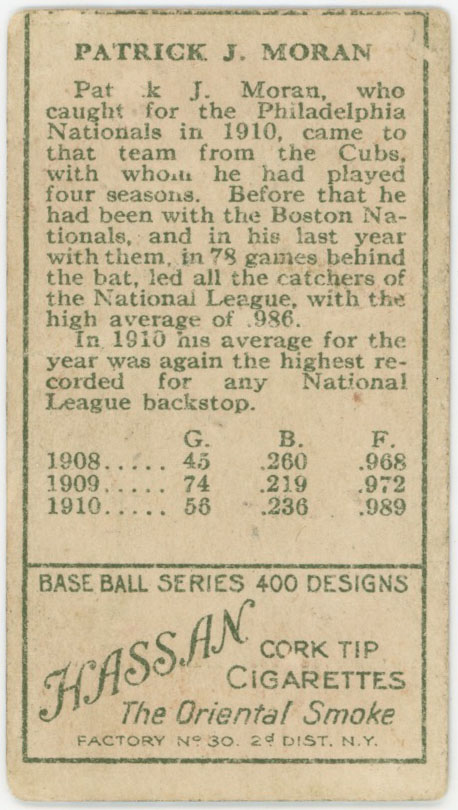 PATRICK J. MORAN
Pat k J. Moran, who
caught for the Philadelphia
Nationals in 1910, came to
that team from the Cubs,
with whom he had played
four seasons. Before that he
had been with the Boston Na-
tionals, and in his last year
with them, in 78 games behind
the bat, led all the catchers of
the National League, with the
high average of .986.
In 1910 his average for the
year was again the highest re-
corded for any National
League backstop.
G. B. F.
1908..... 45 .260 .968
1909..... 74 .219 .972
1910..... 56 .236 .989
BASE BALL SERIES 400 DESIGNS
HASSAN
CORK TIP
CIGARETTES
The Oriental Smoke
FACTORY No 30. 2d DIST. N.Y.